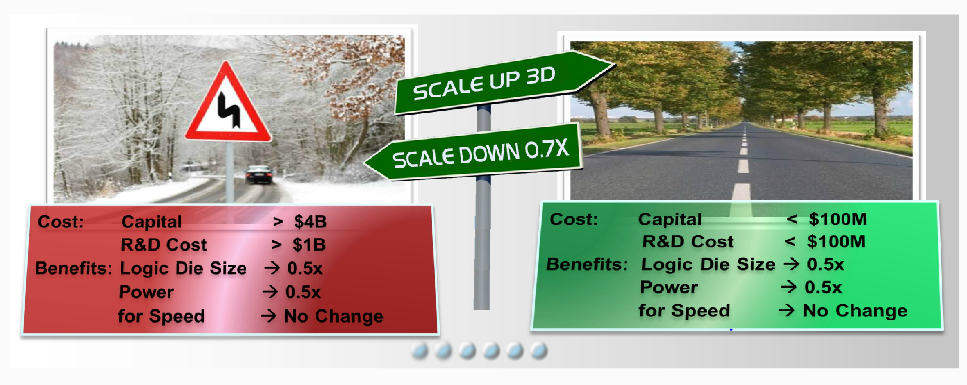 SCALE UP 3D
SCALE DOWN 0.7X
Cost: Capital > $4B
R&D Cost > $1B
Benefits: Logic Die Size → 0.5x
Power → 0.5x
for Speed → No Change
Cost: Capital < $100M
R&D Cost < $100M
Benefits: Logic Die Size → 0.5x
Power → 0.5x
for Speed → No Change